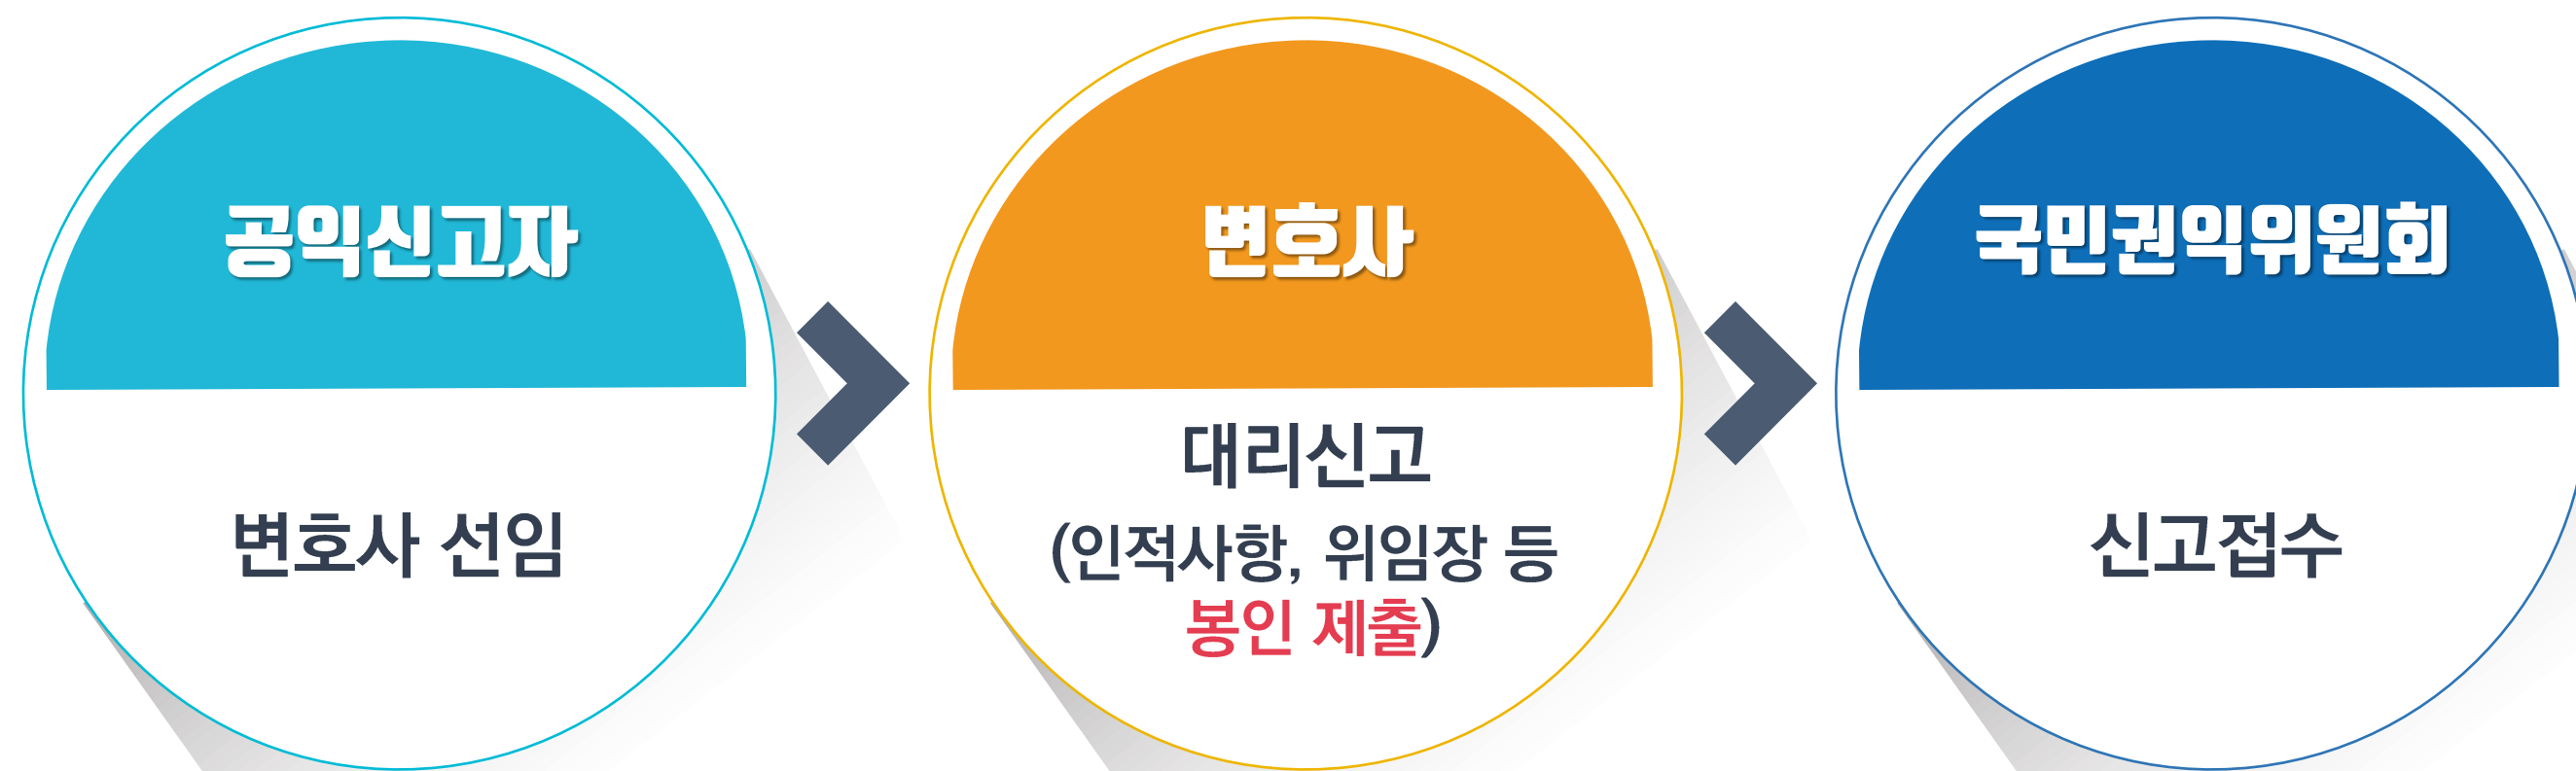 공익신고자
변호사 선임
변호사
대리신고
(인적사항, 위임장 등
봉인 제출)
국민권익위원회
신고접수